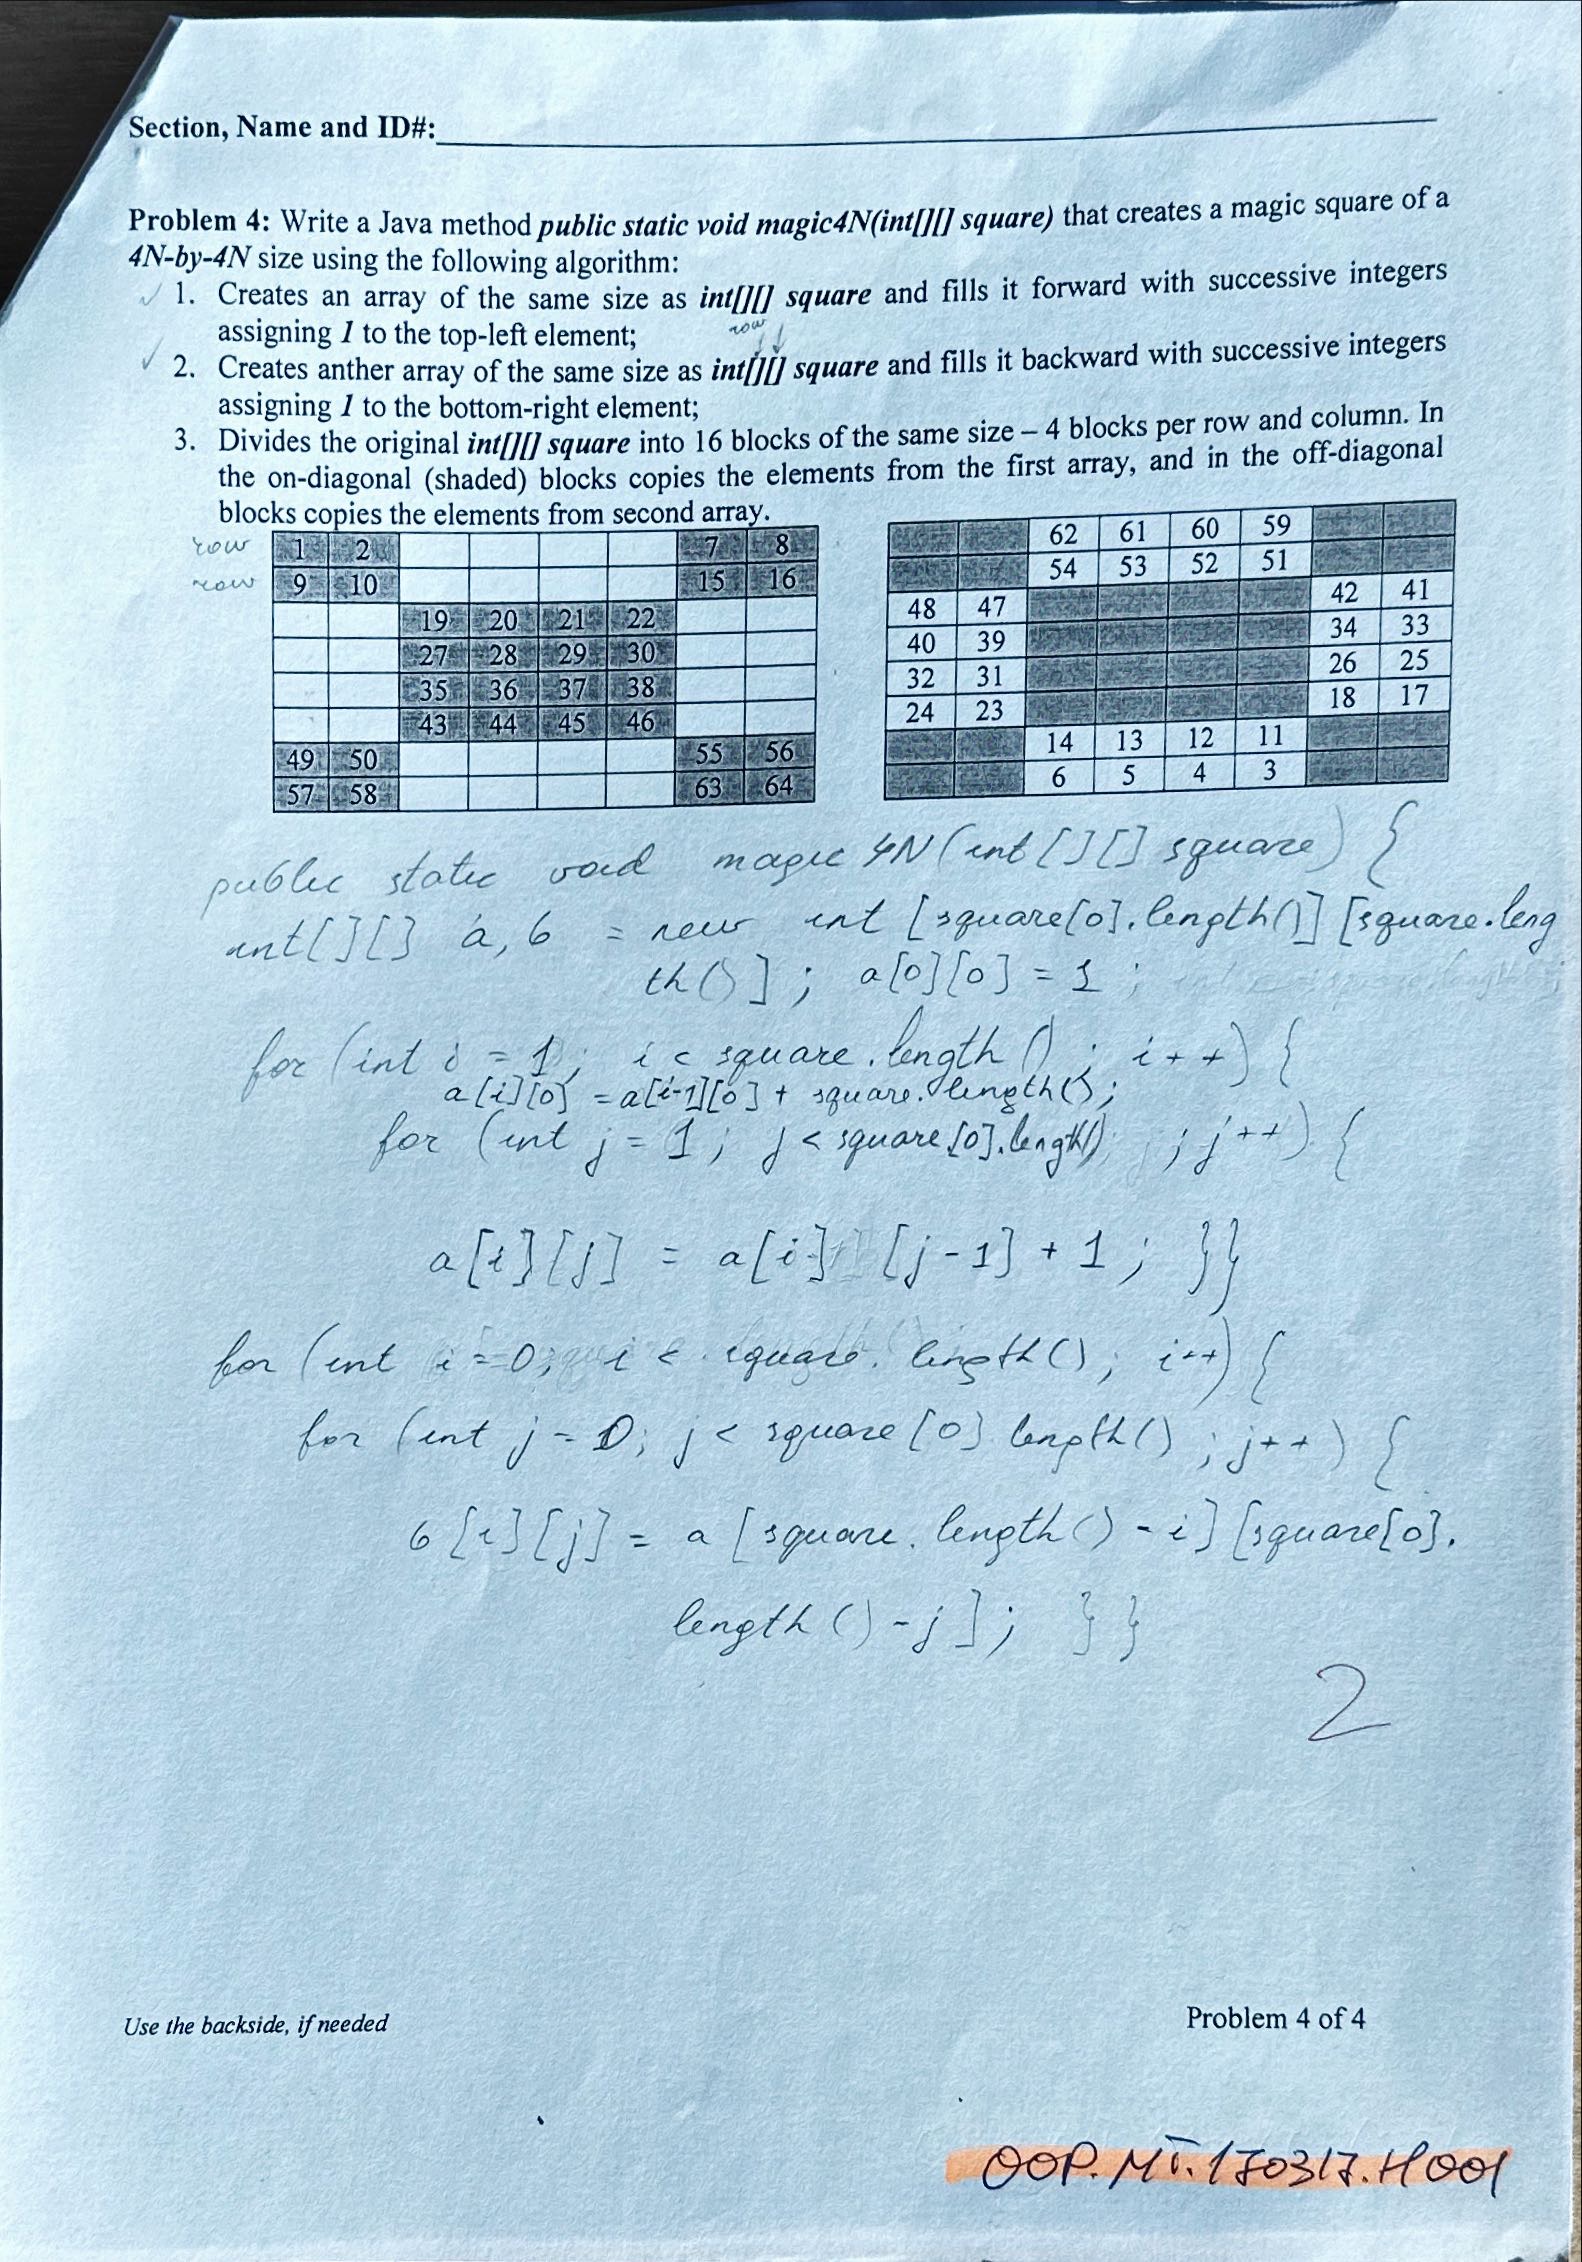 Section, Name and ID#:
Problem 4: Write a Java method public static void magic4N(int[][] square) that creates a magic square of a
4N-by-4N size using the following algorithm:
1. Creates an array of the same size as int[][] square and fills it forward with successive integers
assigning 1 to the top-left element;
row
2. Creates anther array of the same size as int[][] square and fills it backward with successive integers
assigning 1 to the bottom-right element;
3. Divides the original int[][] square into 16 blocks of the same size – 4 blocks per row and column. In
the on-diagonal (shaded) blocks copies the elements from the first array, and in the off-diagonal
blocks copies the elements from second array.
row 1 2 7 8
row 9 10 15 16
19 20 21 22
27 28 29 30
35 36 37 38
43 44 45 46
49 50 55 56
57 58 63 64
62 61 60 59
54 53 52 51
48 47 42 41
40 39 34 33
32 31 26 25
24 23 18 17
14 13 12 11
6 5 4 3
public static void magic4N(int[][] square) {
int[][] a, b = new int [square[0].length()] [square.leng
th()]; a[0][0] = 1;
for (int i = 1; i < square.length(); i++) {
a[i][0] = a[i-1][0] + square.length();
for (int j = 1; j < square[0].length(); j++) {
a[i][j] = a[i][j-1] + 1; }}
for (int i = 0; i < square.length(); i++) {
for (int j = 0; j < square[0].length(); j++) {
b[i][j] = a[square.length() - i][square[0].
length() - j]; }}
2
Use the backside, if needed
Problem 4 of 4
OOP.MT.170317.H001